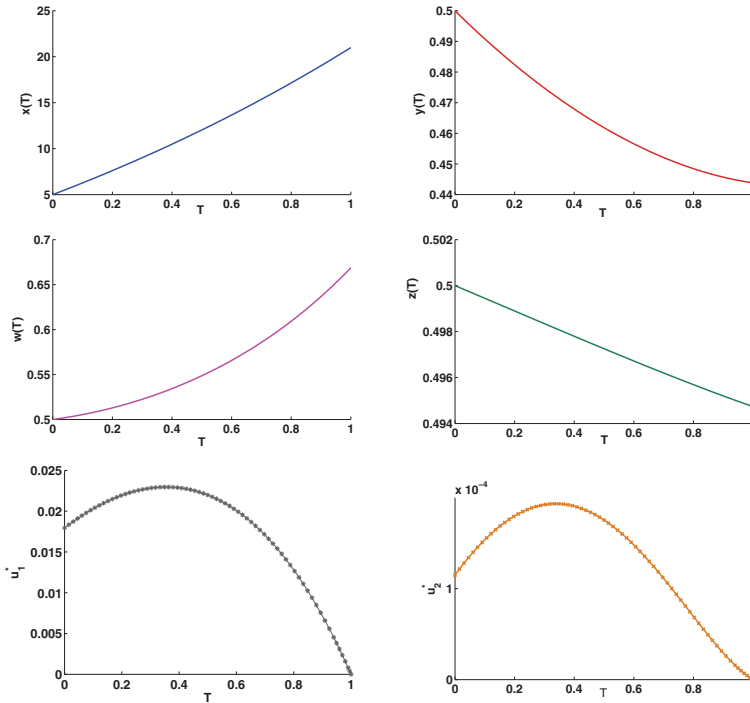 25
20
15
10
5
0 0.2 0.4 0.6 0.8 1
T
x(T)
0.5
0.49
0.48
0.47
0.46
0.45
0.44
0 0.2 0.4 0.6 0.8
T
y(T)
0.7
0.65
0.6
0.55
0.5
0 0.2 0.4 0.6 0.8 1
T
w(T)
0.502
0.5
0.498
0.496
0.494
0 0.2 0.4 0.6 0.8
T
z(T)
0.025
0.02
0.015
0.01
0.005
0
0 0.2 0.4 0.6 0.8 1
T
u₁*
x 10⁻⁴
1
0
0 0.2 0.4 0.6 0.8
T
u₂*